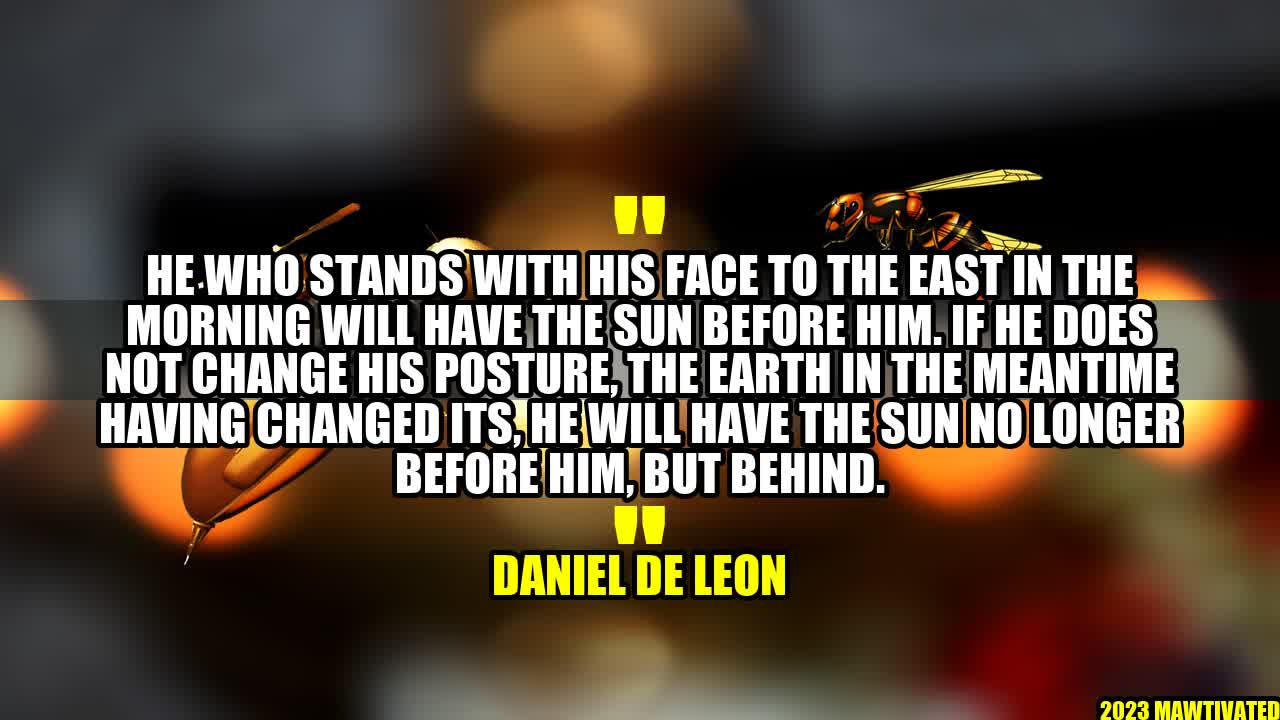 "
HE WHO STANDS WITH HIS FACE TO THE EAST IN THE
MORNING WILL HAVE THE SUN BEFORE HIM. IF HE DOES
NOT CHANGE HIS POSTURE, THE EARTH IN THE MEANTIME
HAVING CHANGED ITS, HE WILL HAVE THE SUN NO LONGER
BEFORE HIM, BUT BEHIND.
"
DANIEL DE LEON
2023 MAWTIVATED